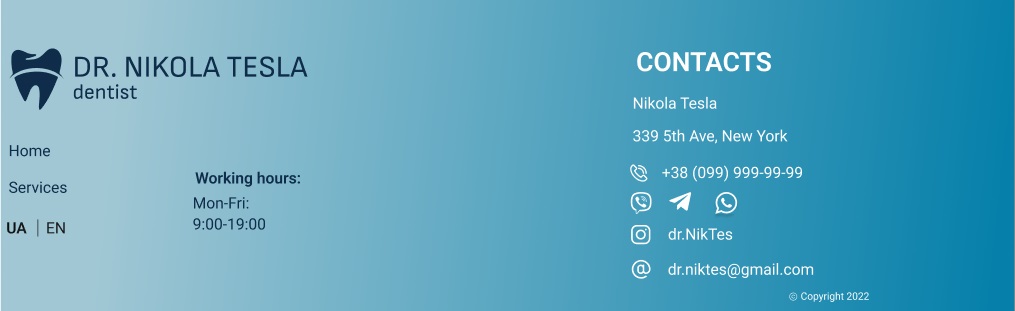 DR. NIKOLA TESLA
dentist
Home
Services
UA | EN
Working hours:
Mon-Fri:
9:00-19:00
CONTACTS
Nikola Tesla
339 5th Ave, New York
+38 (099) 999-99-99
dr.NikTes
@ dr.niktes@gmail.com
© Copyright 2022